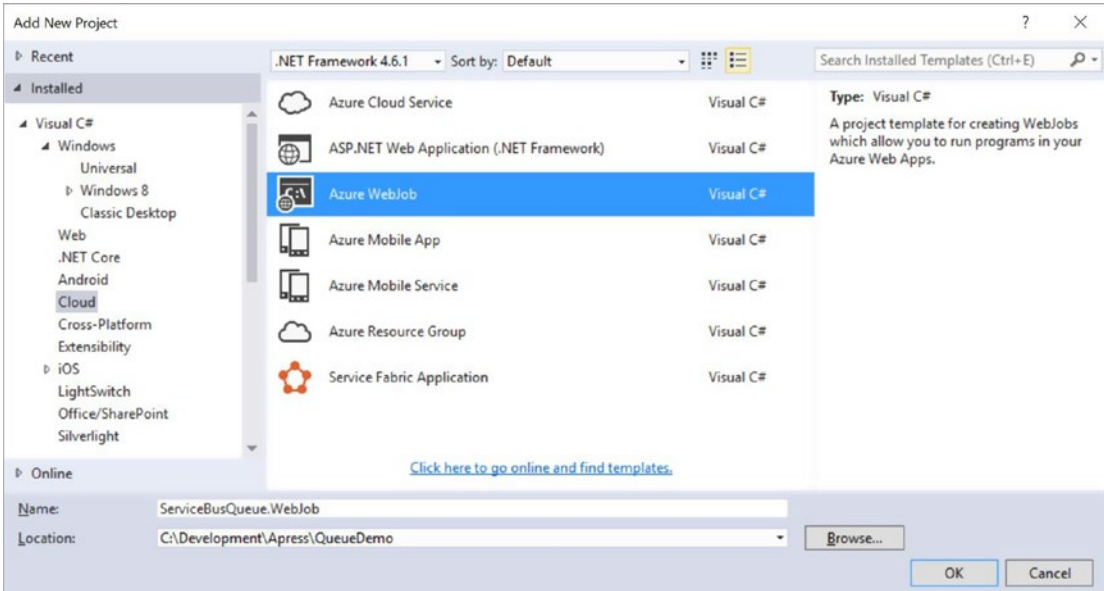 Add New Project
? ×
Recent
.NET Framework 4.6.1 Sort by: Default
Search Installed Templates (Ctrl+E)
Installed
Visual C#
Windows
Universal
Windows 8
Classic Desktop
Web
.NET Core
Android
Cloud
Cross-Platform
Extensibility
iOS
LightSwitch
Office/SharePoint
Silverlight
Online
Azure Cloud Service Visual C#
ASP.NET Web Application (.NET Framework) Visual C#
C:\
Azure WebJob Visual C#
Azure Mobile App Visual C#
Azure Mobile Service Visual C#
Azure Resource Group Visual C#
Service Fabric Application Visual C#
Click here to go online and find templates.
Type: Visual C#
A project template for creating WebJobs
which allow you to run programs in your
Azure Web Apps.
Name: ServiceBusQueue.WebJob
Location: C:\Development\Apress\QueueDemo Browse...
OK Cancel